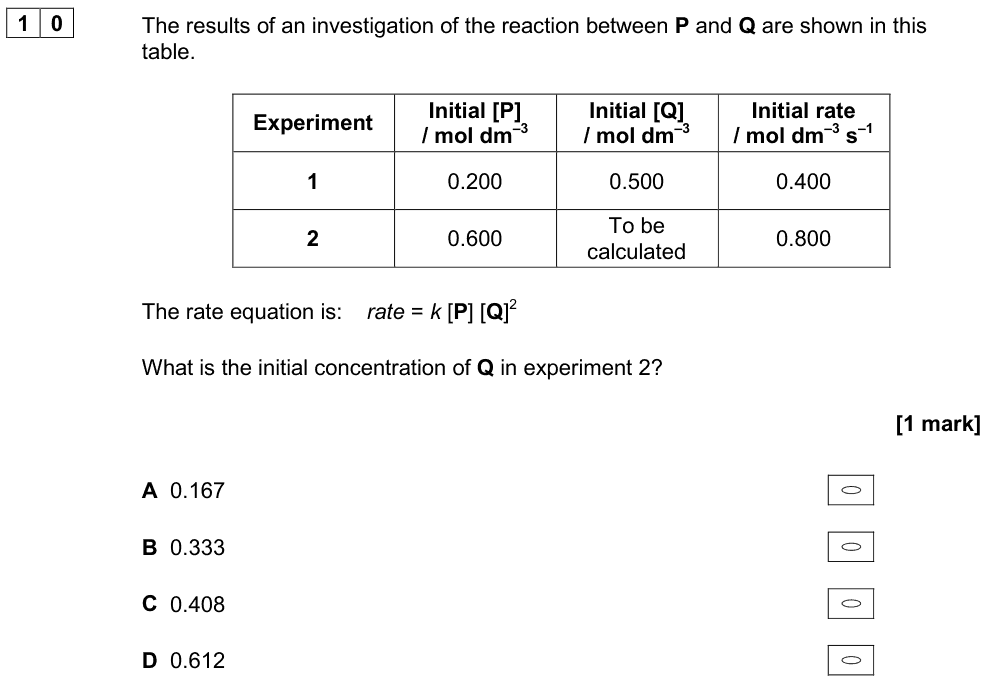 1 0
The results of an investigation of the reaction between P and Q are shown in this
table.
Experiment | Initial [P] / mol dm⁻³ | Initial [Q] / mol dm⁻³ | Initial rate / mol dm⁻³ s⁻¹
1 | 0.200 | 0.500 | 0.400
2 | 0.600 | To be calculated | 0.800
The rate equation is: rate = k [P] [Q]²
What is the initial concentration of Q in experiment 2?
[1 mark]
A 0.167
B 0.333
C 0.408
D 0.612